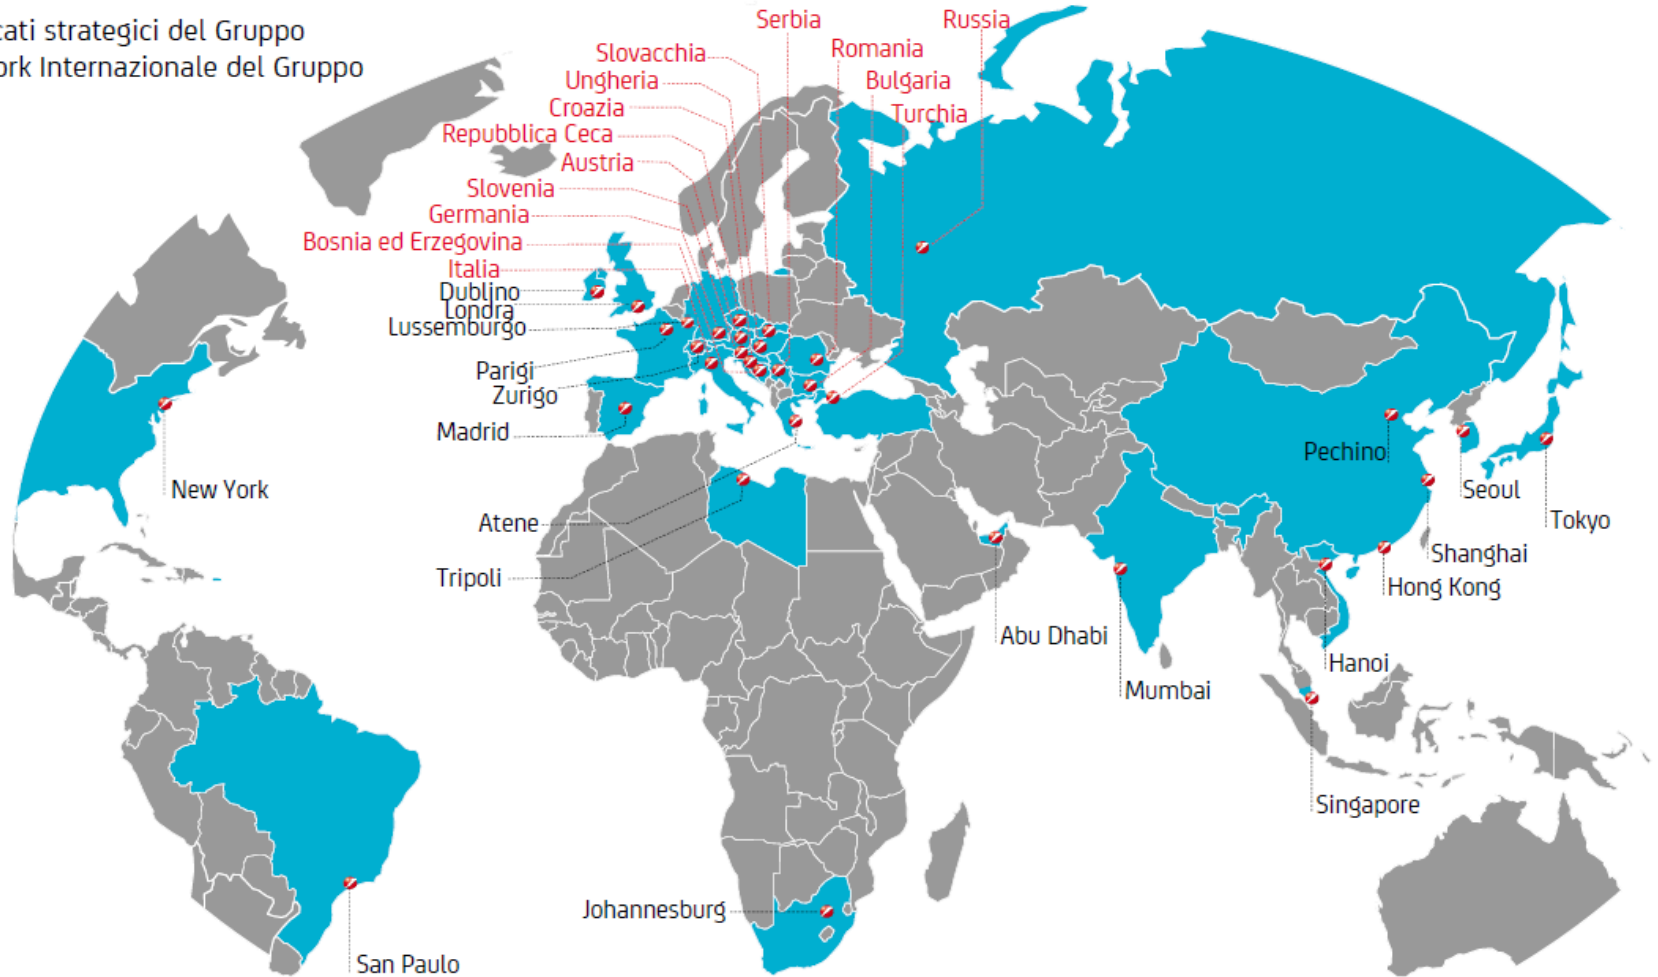 cati strategici del Gruppo
ork Internazionale del Gruppo
Serbia
Russia
Slovacchia
Romania
Ungheria
Bulgaria
Croazia
Turchia
Repubblica Ceca
Austria
Slovenia
Germania
Bosnia ed Erzegovina
Italia
Dublino
Londra
Lussemburgo
Parigi
Zurigo
Madrid
New York
Atene
Tripoli
Pechino
Seoul
Tokyo
Shanghai
Hong Kong
Abu Dhabi
Hanoi
Mumbai
Singapore
Johannesburg
San Paulo